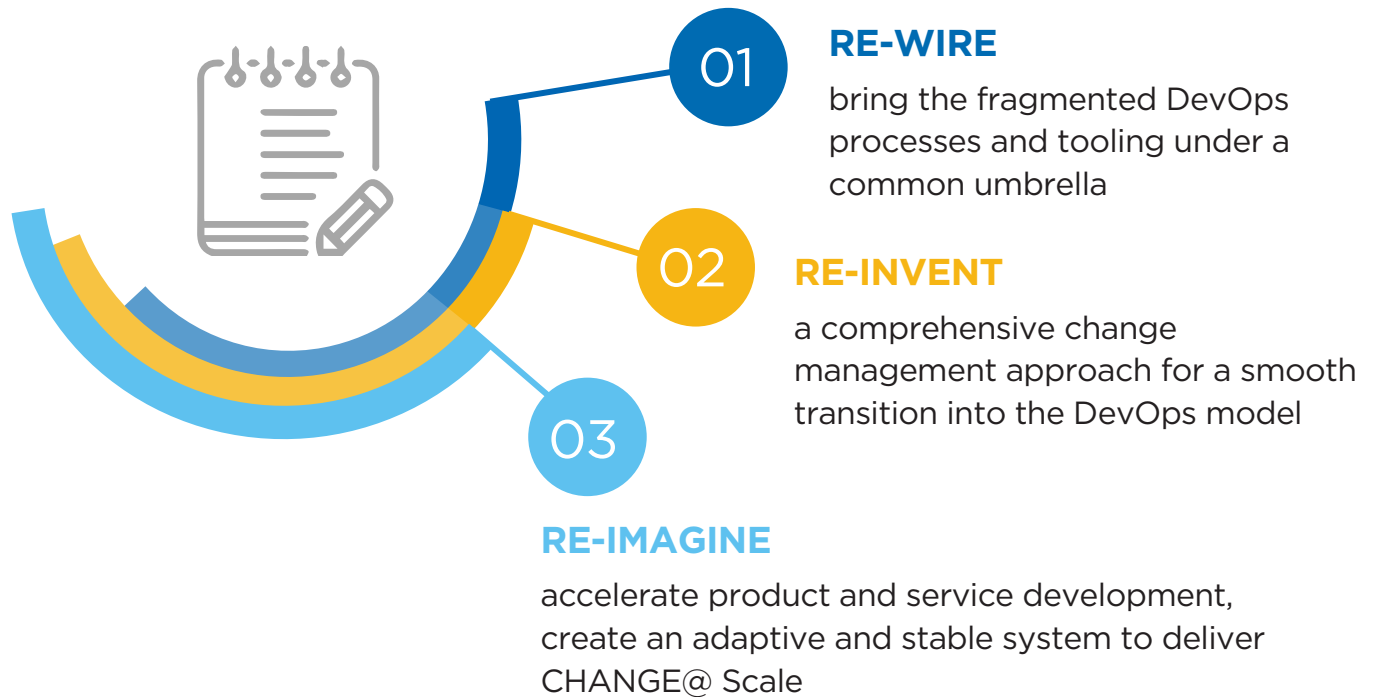 01
RE-WIRE
bring the fragmented DevOps
processes and tooling under a
common umbrella
02
RE-INVENT
a comprehensive change
management approach for a smooth
transition into the DevOps model
03
RE-IMAGINE
accelerate product and service development,
create an adaptive and stable system to deliver
CHANGE@ Scale